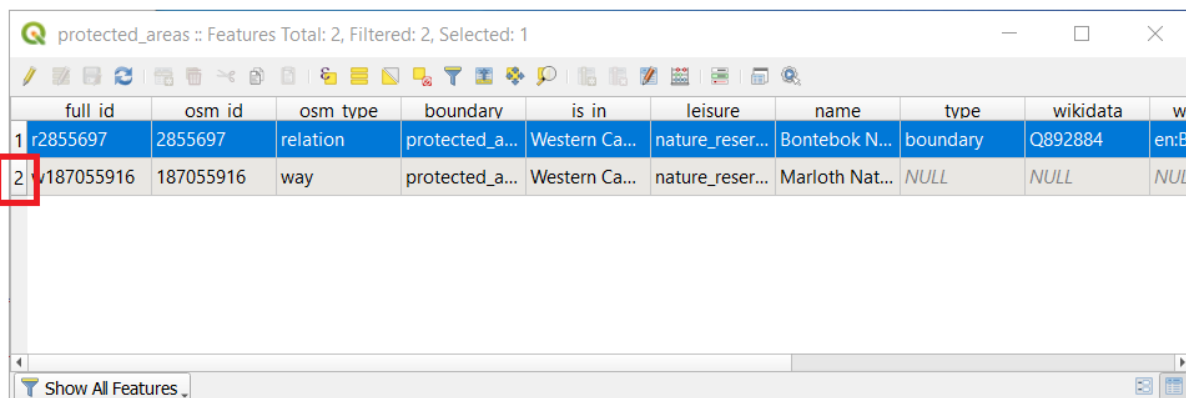 protected_areas :: Features Total: 2, Filtered: 2, Selected: 1
full_id osm_id osm_type boundary is_in leisure name type wikidata w
1 r2855697 2855697 relation protected_a... Western Ca... nature_reser... Bontebok N... boundary Q892884 en:B
2 w187055916 187055916 way protected_a... Western Ca... nature_reser... Marloth Nat... NULL NULL NUL
Show All Features